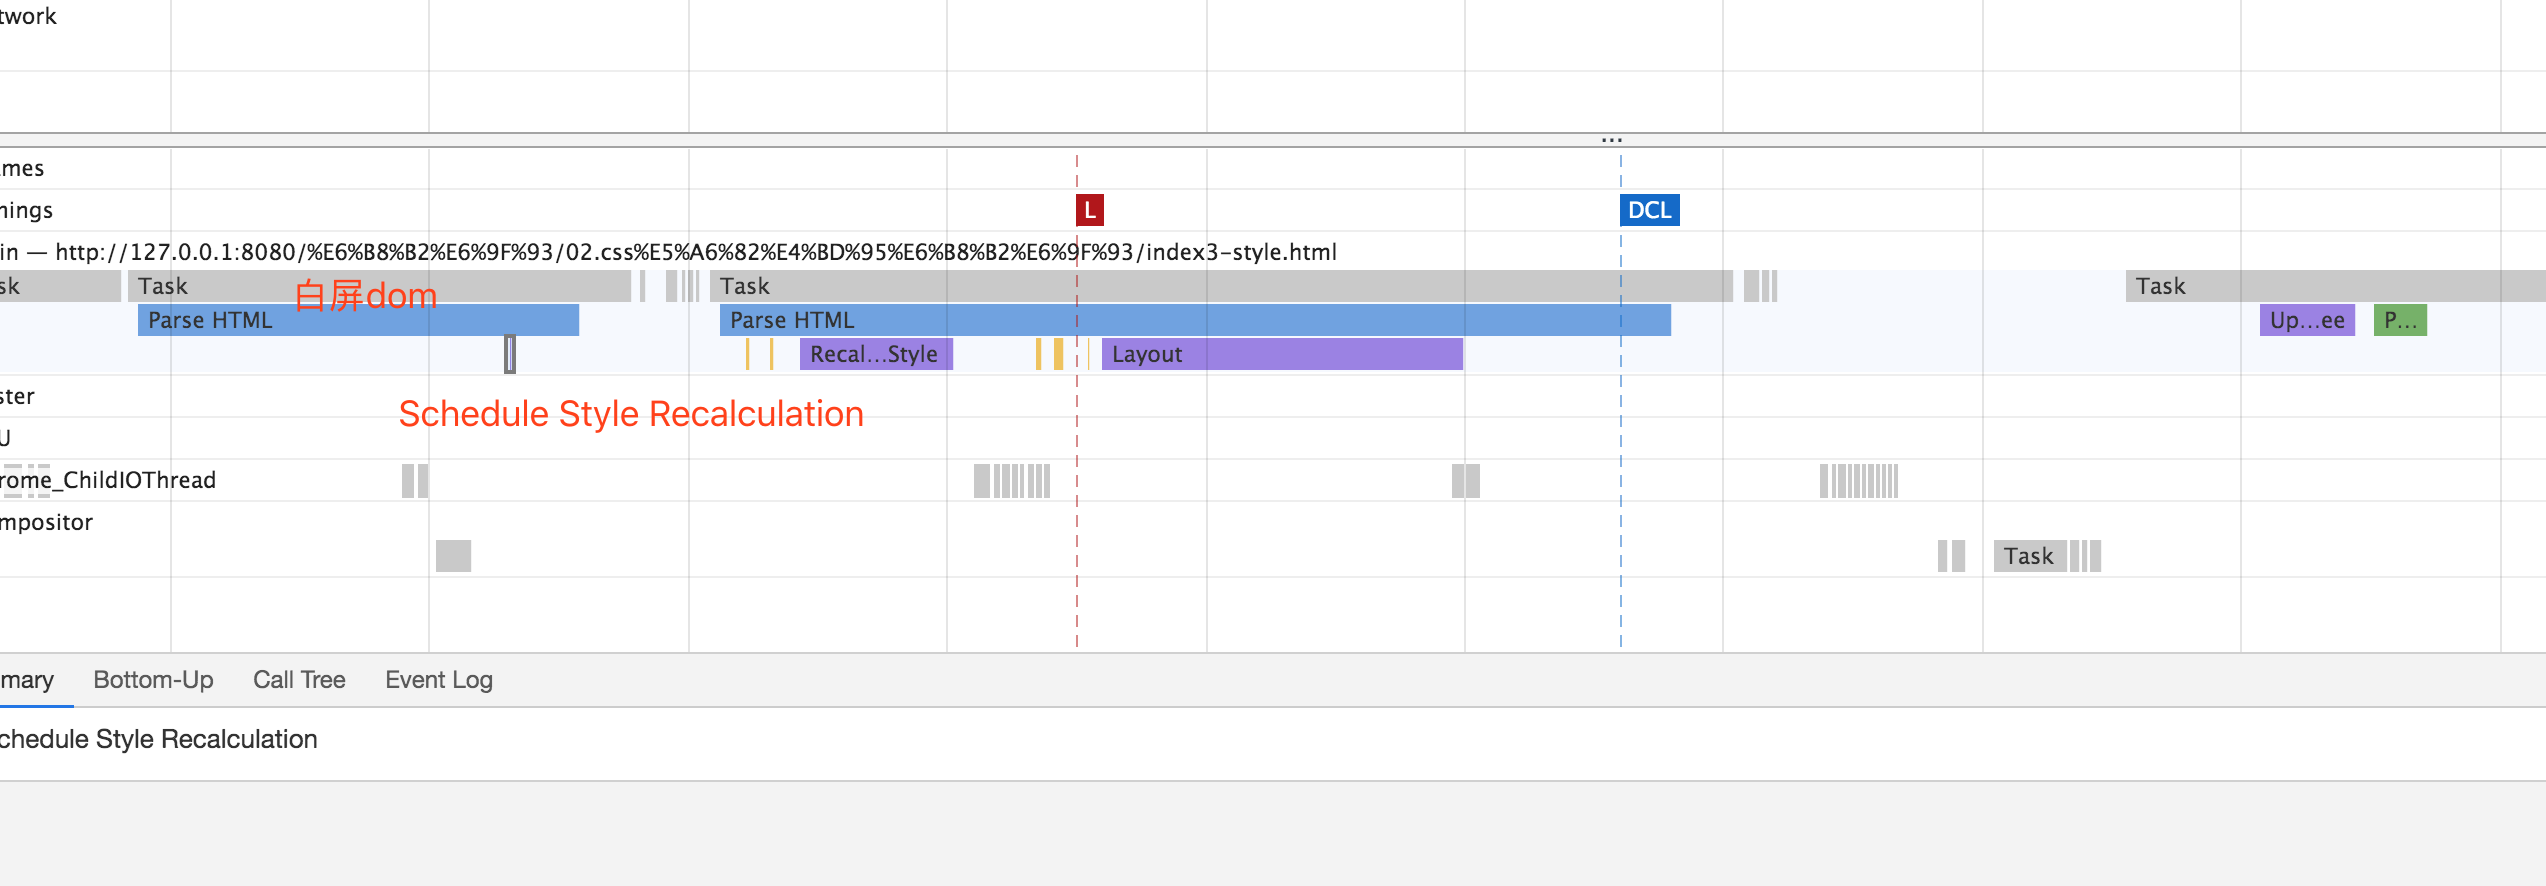 twork
...
mes
nings
in — http://127.0.0.1:8080/%E6%B8%B2%E6%9F%93/02.css%E5%A6%82%E4%BD%95%E6%B8%B2%E6%9F%93/index3-style.html
L
DCL
sk
Task
白屏dom
Task
Task
Parse HTML
Parse HTML
Up...ee
P...
Recal...Style
Layout
ster
Schedule Style Recalculation
U
rome_ChildIOThread
mpositor
Task
mary
Bottom-Up
Call Tree
Event Log
chedule Style Recalculation